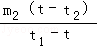 m₂ (t − t₂)
t₁ − t